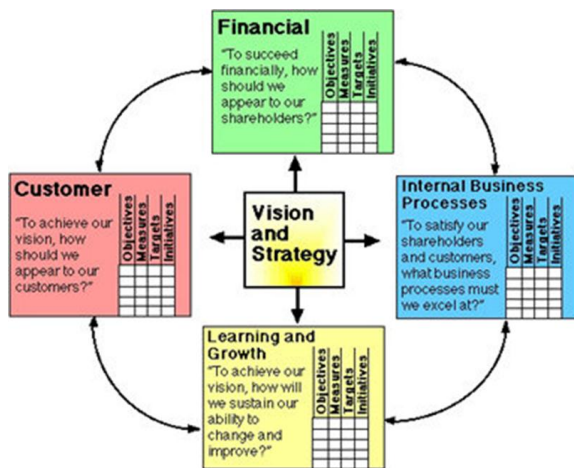 Financial
"To succeed
financially, how
should we
appear to our
shareholders?"
Objectives
Measures
Targets
Initiatives
Customer
"To achieve our
vision, how
should we
appear to our
customers?"
Objectives
Measures
Targets
Initiatives
Vision
and
Strategy
Internal Business
Processes
"To satisfy our
shareholders
and customers,
what business
processes must
we excel at?"
Objectives
Measures
Targets
Initiatives
Learning and
Growth
"To achieve our
vision, how will
we sustain our
ability to
change and
improve?"
Objectives
Measures
Targets
Initiatives